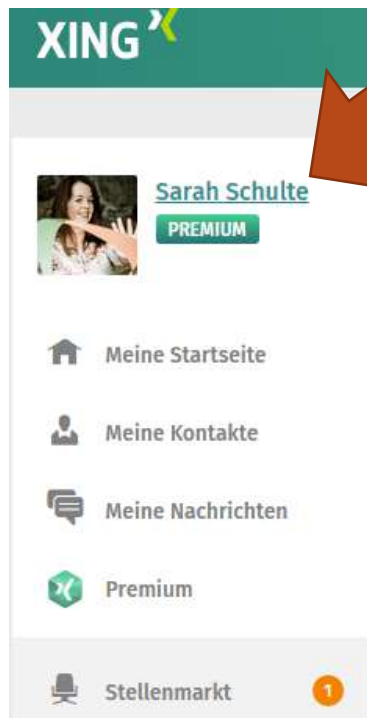 XING
Sarah Schulte
PREMIUM
Meine Startseite
Meine Kontakte
Meine Nachrichten
Premium
Stellenmarkt 1